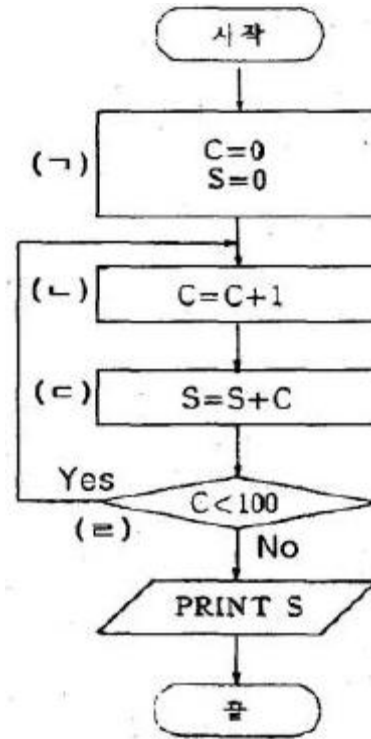 시작
(ㄱ)
C=0
S=0
(ㄴ)
C=C+1
(ㄷ)
S=S+C
Yes
C<100
(ㄹ)
No
PRINT S
끝